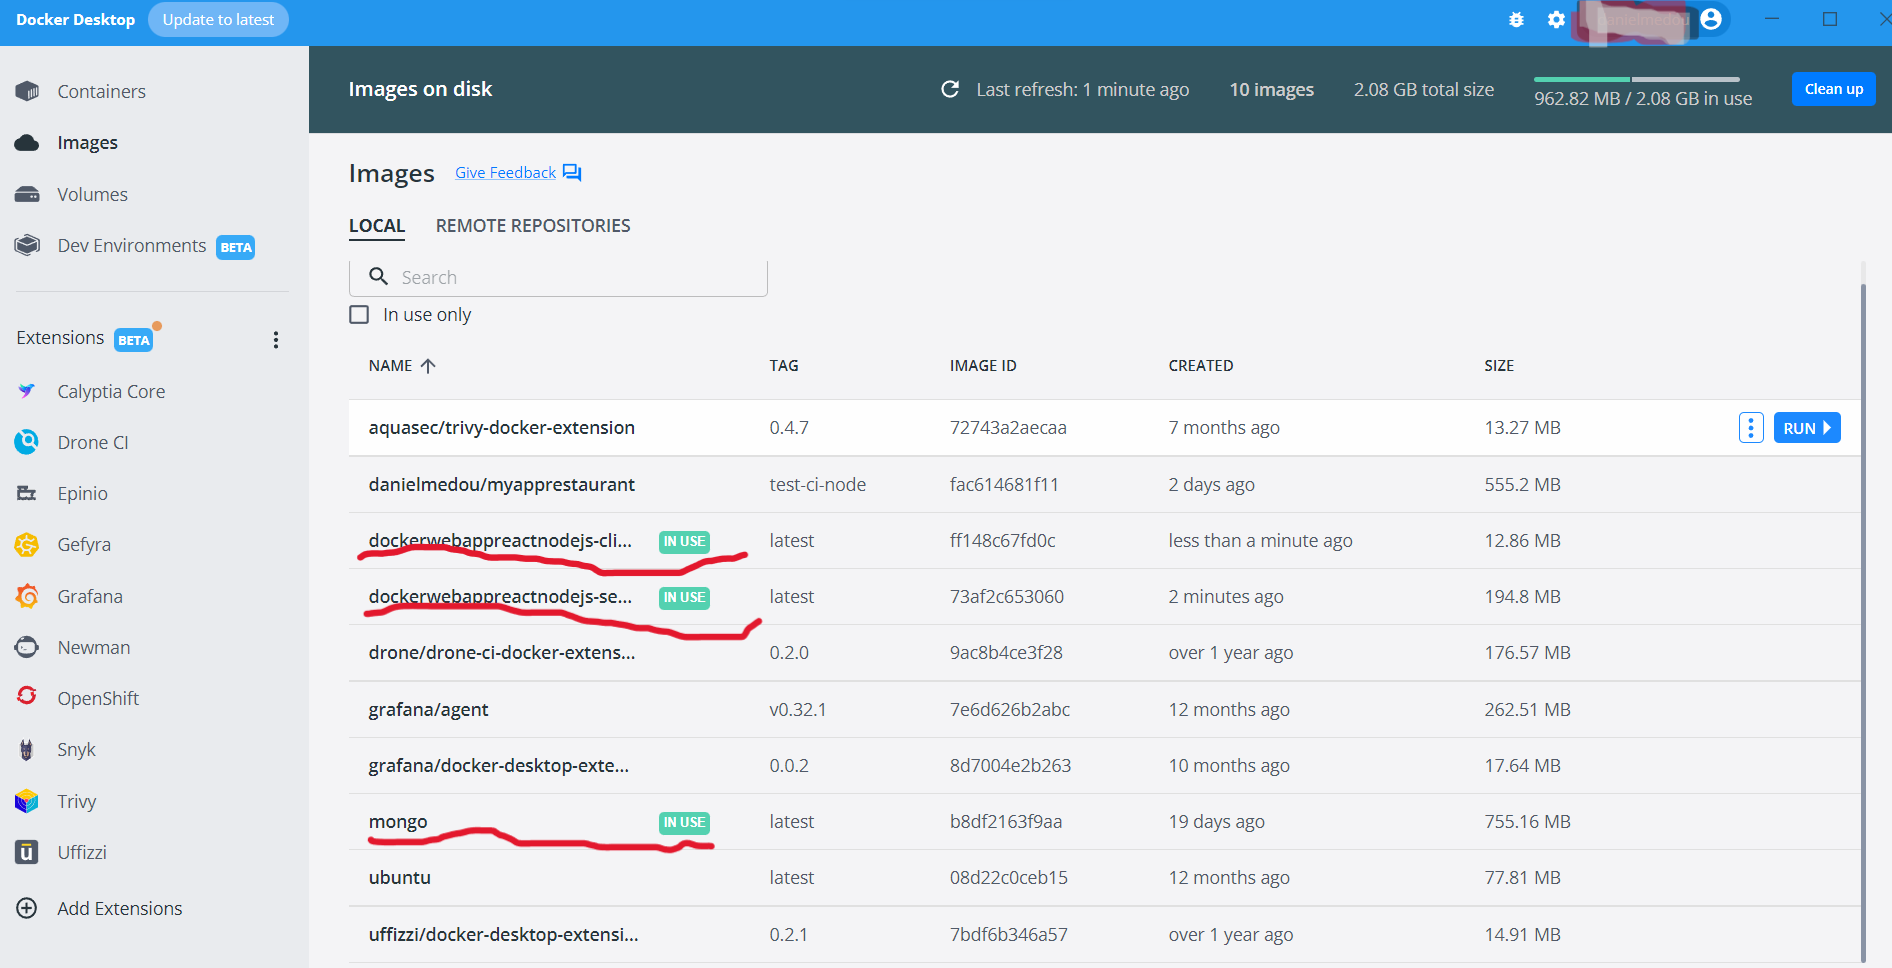 Docker Desktop Update to latest
Containers
Images
Volumes
Dev Environments BETA
Extensions BETA
Calyptia Core
Drone CI
Epinio
Gefyra
Grafana
Newman
OpenShift
Snyk
Trivy
Uffizzi
Add Extensions
Images on disk Last refresh: 1 minute ago 10 images 2.08 GB total size 962.82 MB / 2.08 GB in use Clean up
Images Give Feedback
LOCAL REMOTE REPOSITORIES
Search
In use only
NAME TAG IMAGE ID CREATED SIZE
aquasec/trivy-docker-extension 0.4.7 72743a2aecaa 7 months ago 13.27 MB RUN
danielmedou/myapprestaurant test-ci-node fac614681f11 2 days ago 555.2 MB
dockerwebappreactnodejs-cli... IN USE latest ff148c67fd0c less than a minute ago 12.86 MB
dockerwebappreactnodejs-se... IN USE latest 73af2c653060 2 minutes ago 194.8 MB
drone/drone-ci-docker-extens... 0.2.0 9ac8b4ce3f28 over 1 year ago 176.57 MB
grafana/agent v0.32.1 7e6d626b2abc 12 months ago 262.51 MB
grafana/docker-desktop-exte... 0.0.2 8d7004e2b263 10 months ago 17.64 MB
mongo IN USE latest b8df2163f9aa 19 days ago 755.16 MB
ubuntu latest 08d22c0ceb15 12 months ago 77.81 MB
uffizzi/docker-desktop-extensi... 0.2.1 7bdf6b346a57 over 1 year ago 14.91 MB